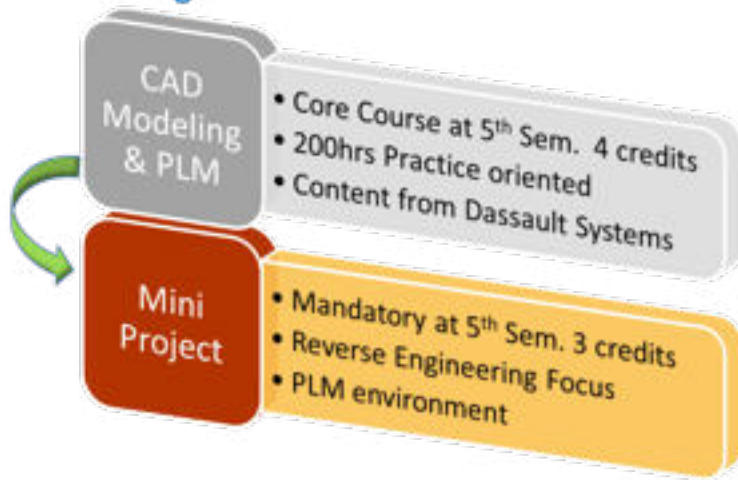 CAD
Modeling
& PLM
• Core Course at 5th Sem. 4 credits
• 200hrs Practice oriented
• Content from Dassault Systems
Mini
Project
• Mandatory at 5th Sem. 3 credits
• Reverse Engineering Focus
• PLM environment